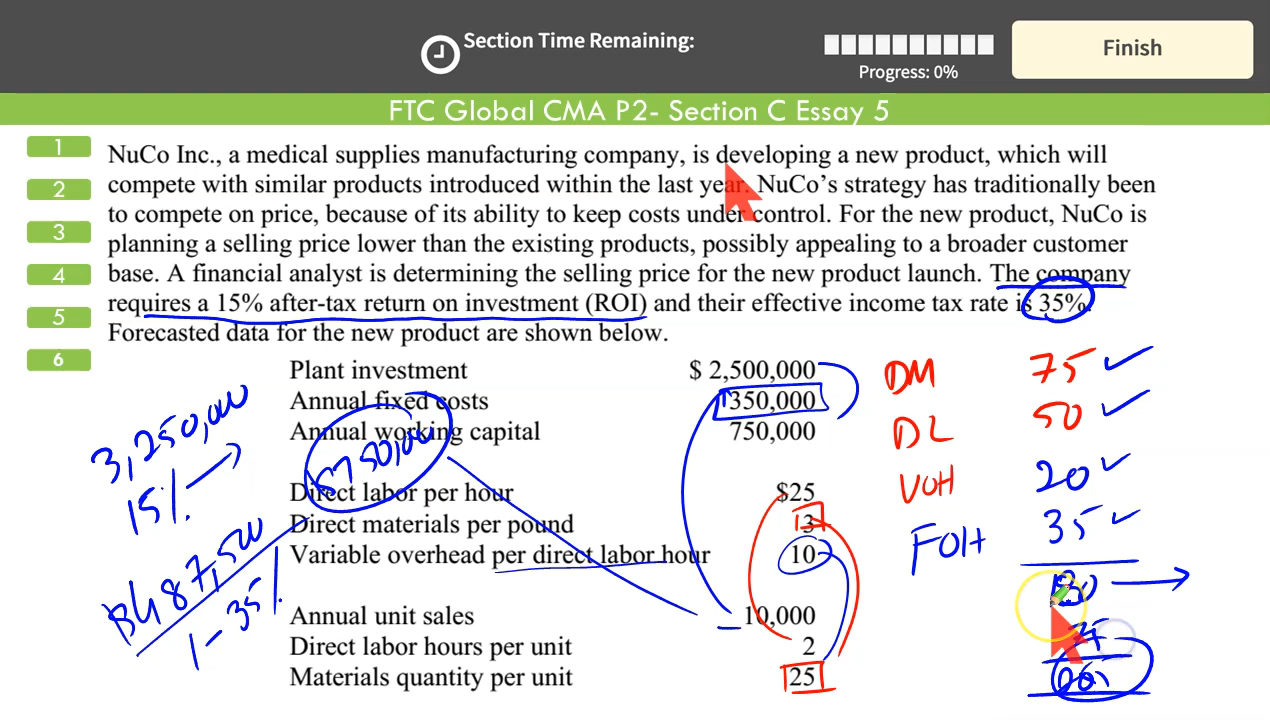 Section Time Remaining:
Progress: 0%
Finish
FTC Global CMA P2- Section C Essay 5
1
2
3
4
5
6
NuCo Inc., a medical supplies manufacturing company, is developing a new product, which will
compete with similar products introduced within the last year. NuCo's strategy has traditionally been
to compete on price, because of its ability to keep costs under control. For the new product, NuCo is
planning a selling price lower than the existing products, possibly appealing to a broader customer
base. A financial analyst is determining the selling price for the new product launch. The company
requires a 15% after-tax return on investment (ROI) and their effective income tax rate is 35%.
Forecasted data for the new product are shown below.
Plant investment $ 2,500,000
Annual fixed costs 350,000
Annual working capital 750,000
Direct labor per hour $25
Direct materials per pound 3
Variable overhead per direct labor hour 10
Annual unit sales 10,000
Direct labor hours per unit 2
Materials quantity per unit 25
3,250,000
15%
487,500
1-35%
750,000
DM 75
DL 50
VOH 20
FOH 35